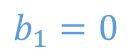 b₁ = 0